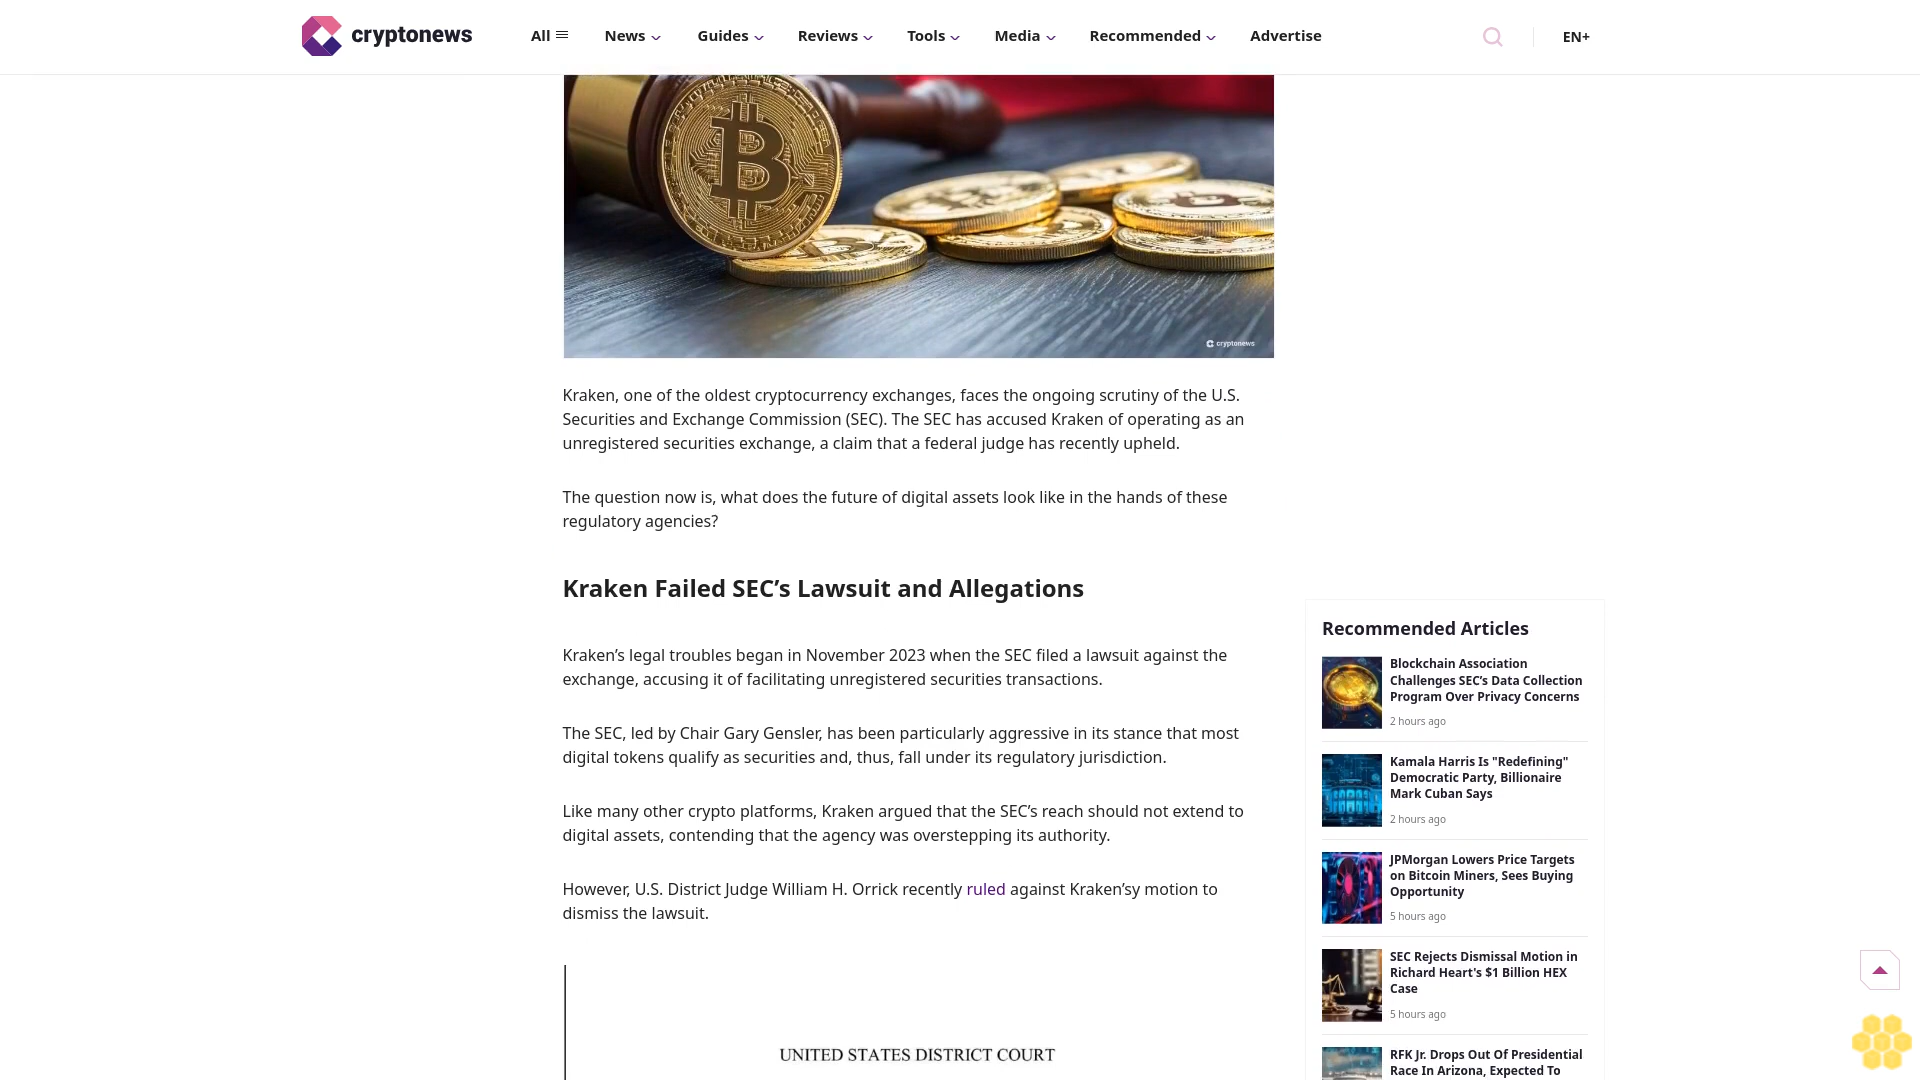 cryptonews
All
News
Guides
Reviews
Tools
Media
Recommended
Advertise
EN+
cryptonews
Kraken, one of the oldest cryptocurrency exchanges, faces the ongoing scrutiny of the U.S.
Securities and Exchange Commission (SEC). The SEC has accused Kraken of operating as an
unregistered securities exchange, a claim that a federal judge has recently upheld.
The question now is, what does the future of digital assets look like in the hands of these
regulatory agencies?
Kraken Failed SEC’s Lawsuit and Allegations
Kraken’s legal troubles began in November 2023 when the SEC filed a lawsuit against the
exchange, accusing it of facilitating unregistered securities transactions.
The SEC, led by Chair Gary Gensler, has been particularly aggressive in its stance that most
digital tokens qualify as securities and, thus, fall under its regulatory jurisdiction.
Like many other crypto platforms, Kraken argued that the SEC’s reach should not extend to
digital assets, contending that the agency was overstepping its authority.
However, U.S. District Judge William H. Orrick recently ruled against Kraken’sy motion to
dismiss the lawsuit.
UNITED STATES DISTRICT COURT
Recommended Articles
Blockchain Association
Challenges SEC’s Data Collection
Program Over Privacy Concerns
2 hours ago
Kamala Harris Is "Redefining"
Democratic Party, Billionaire
Mark Cuban Says
2 hours ago
JPMorgan Lowers Price Targets
on Bitcoin Miners, Sees Buying
Opportunity
5 hours ago
SEC Rejects Dismissal Motion in
Richard Heart's $1 Billion HEX
Case
5 hours ago
RFK Jr. Drops Out Of Presidential
Race In Arizona, Expected To